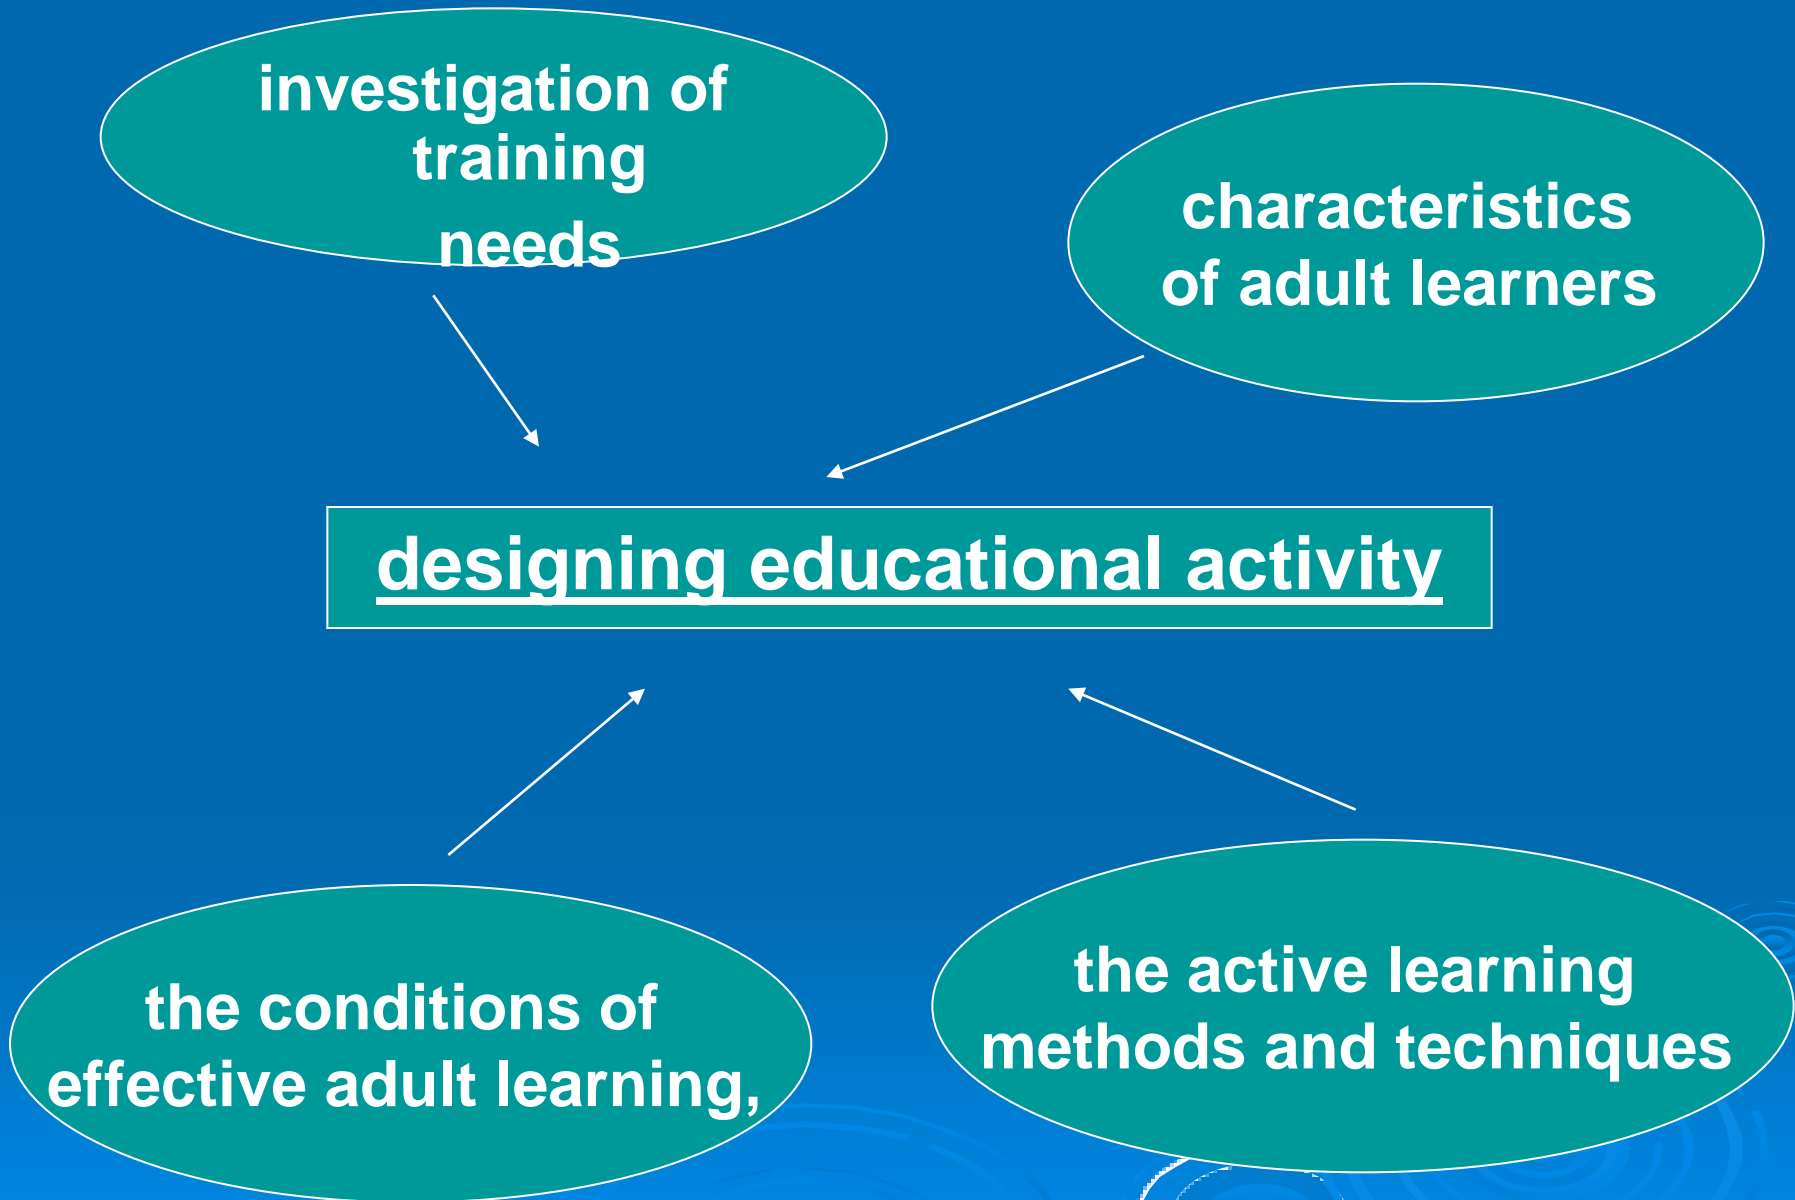 investigation of
training
needs
characteristics
of adult learners
designing educational activity
the conditions of
effective adult learning,
the active learning
methods and techniques